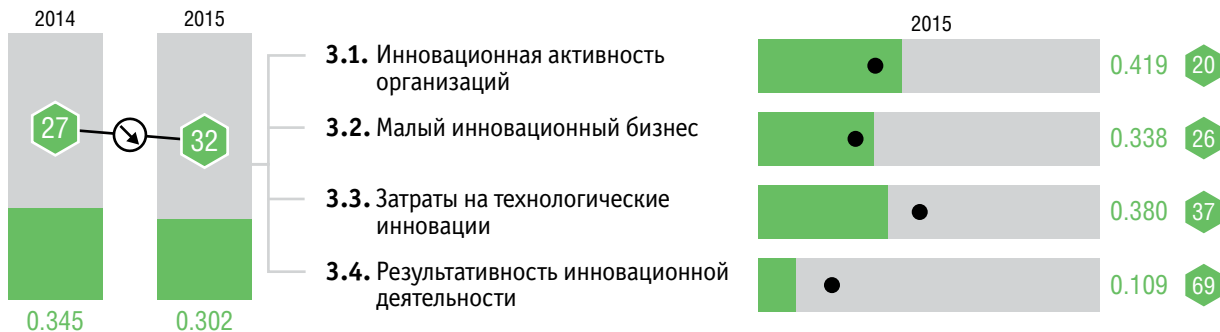 2014
2015
27
32
0.345
0.302
3.1. Инновационная активность
организаций
3.2. Малый инновационный бизнес
3.3. Затраты на технологические
инновации
3.4. Результативность инновационной
деятельности
2015
0.419 20
0.338 26
0.380 37
0.109 69